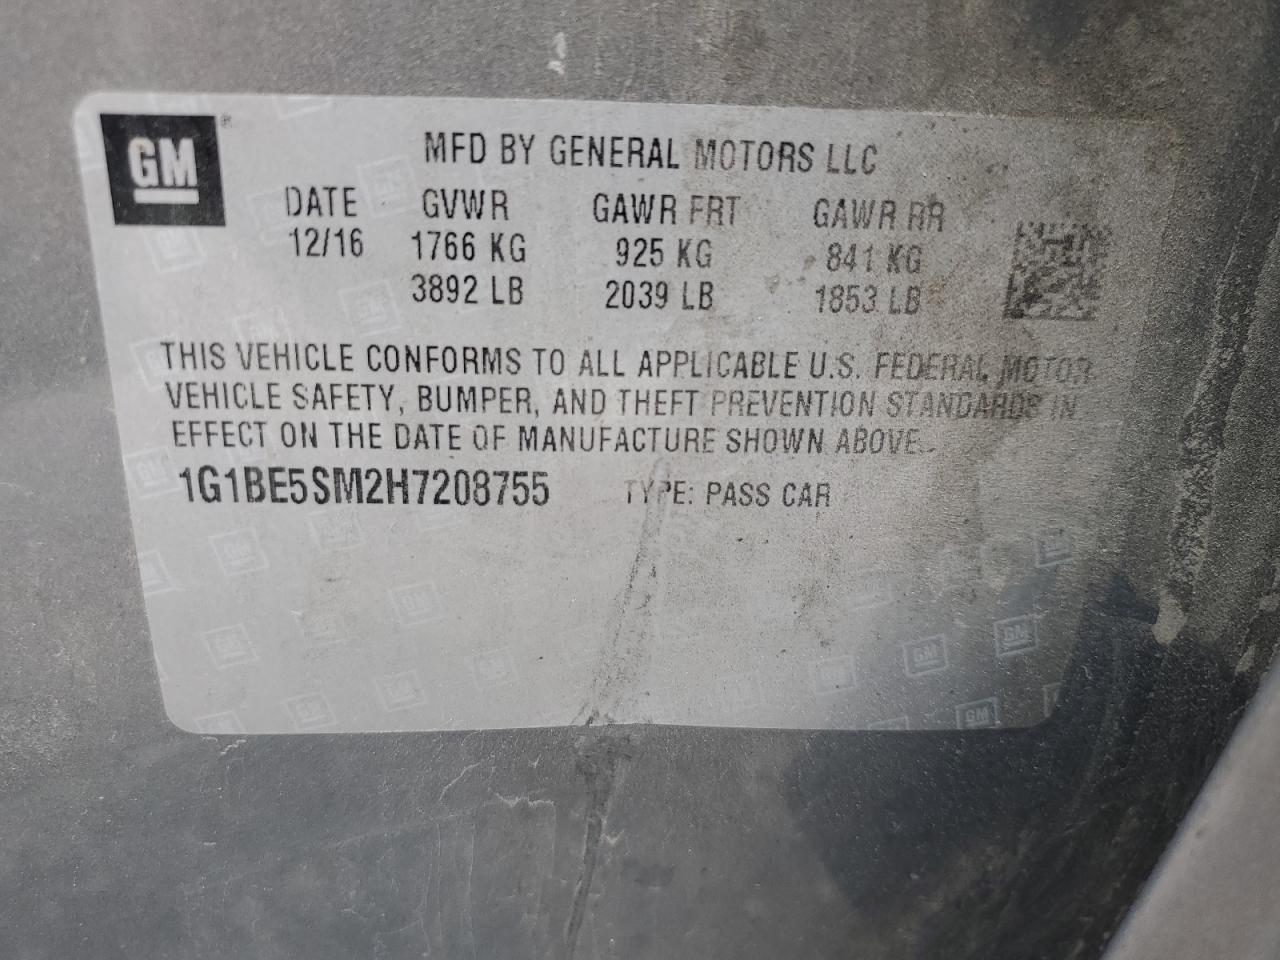 GM®
MFD BY GENERAL MOTORS LLC
DATE GVWR GAWR FRT GAWR RR
12/16 1766 KG 925 KG 841 KG
3892 LB 2039 LB 1853 LB
THIS VEHICLE CONFORMS TO ALL APPLICABLE U.S. FEDERAL MOTOR
VEHICLE SAFETY, BUMPER, AND THEFT PREVENTION STANDARDS IN
EFFECT ON THE DATE OF MANUFACTURE SHOWN ABOVE.
1G1BE5SM2H7208755 TYPE: PASS CAR